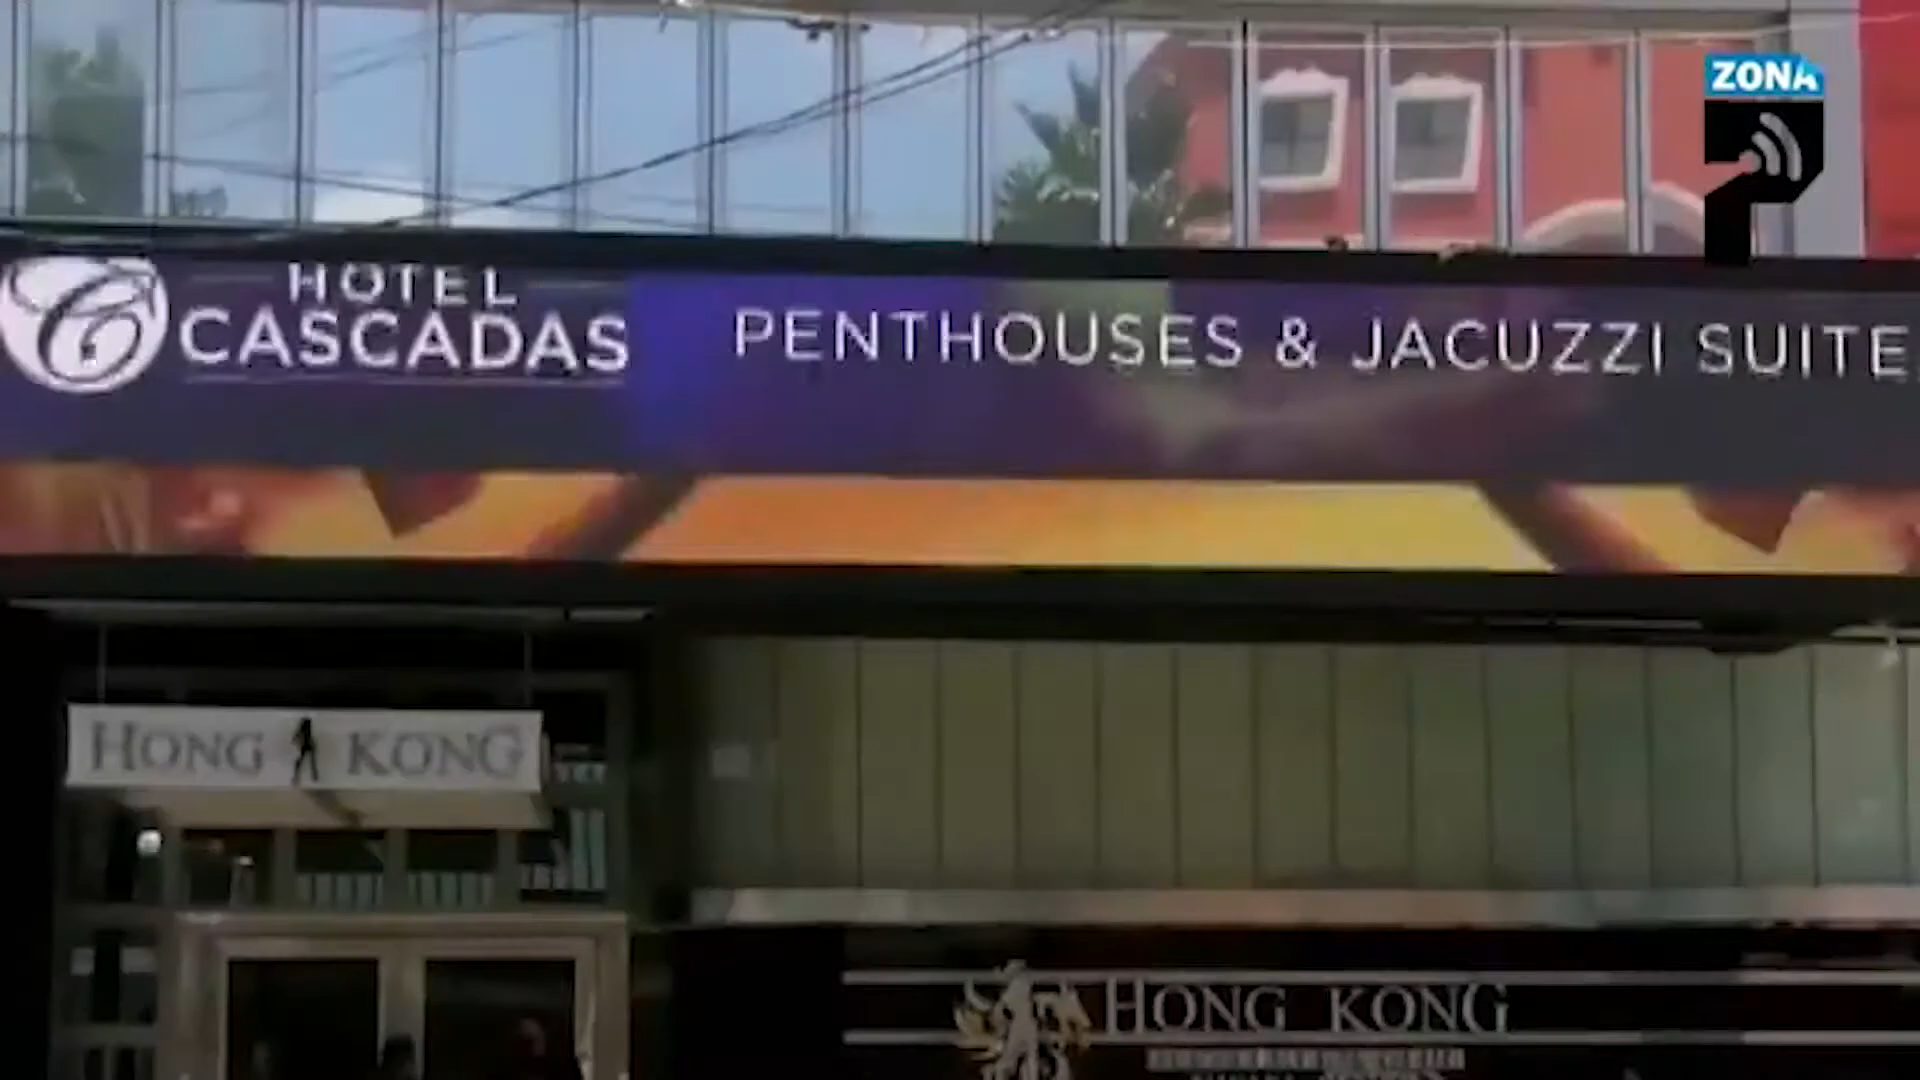 ZONA
HOTEL
CASCADAS
PENTHOUSES & JACUZZI SUITE
HONG KONG
HONG KONG